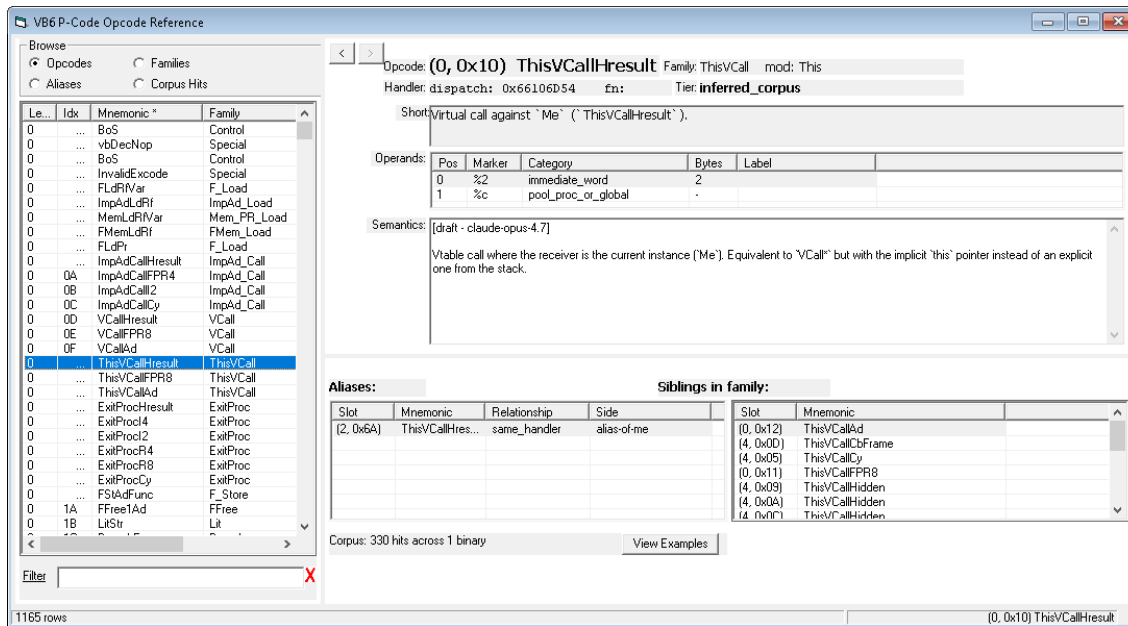 VB6 P-Code Opcode Reference
Browse
Opcodes Families
Aliases Corpus Hits
Le... Idx Mnemonic * Family
0 ... BoS Control
0 ... vbDecNop Special
0 ... BoS Control
0 ... InvalidExcode Special
0 ... FLdRfVar F_Load
0 ... ImpAdLdRf ImpAd_Load
0 ... MemLdRfVar Mem_PR_Load
0 ... FMemLdRf FMem_Load
0 ... FLdPr F_Load
0 ... ImpAdCallHresult ImpAd_Call
0 0A ImpAdCallFPR4 ImpAd_Call
0 0B ImpAdCallI2 ImpAd_Call
0 0C ImpAdCallCy ImpAd_Call
0 0D VCallHresult VCall
0 0E VCallFPR8 VCall
0 0F VCallAd VCall
0 ... ThisVCallHresult ThisVCall
0 ... ThisVCallFPR8 ThisVCall
0 ... ThisVCallAd ThisVCall
0 ... ExitProcHresult ExitProc
0 ... ExitProcI4 ExitProc
0 ... ExitProcI2 ExitProc
0 ... ExitProcR4 ExitProc
0 ... ExitProcR8 ExitProc
0 ... ExitProcCy ExitProc
0 ... FStAdFunc F_Store
0 1A FFree1Ad FFree
0 1B LitStr Lit
Filter X
1165 rows
< >
Opcode: (0, 0x10) ThisVCallHresult Family: ThisVCall mod: This
Handler: dispatch: 0x66106D54 fn: Tier: inferred_corpus
Short: Virtual call against `Me` (`ThisVCallHresult`).
Operands: Pos Marker Category Bytes Label
0 %2 immediate_word 2
1 %c pool_proc_or_global -
Semantics: [draft - claude-opus-4.7]
Vtable call where the receiver is the current instance (`Me`). Equivalent to `VCall*` but with the implicit `this` pointer instead of an explicit
one from the stack.
Aliases:
Slot Mnemonic Relationship Side
(2, 0x6A) ThisVCallHres... same_handler alias-of-me
Siblings in family:
Slot Mnemonic
(0, 0x12) ThisVCallAd
(4, 0x0D) ThisVCallCbFrame
(4, 0x05) ThisVCallCy
(0, 0x11) ThisVCallFPR8
(4, 0x09) ThisVCallHidden
(4, 0x0A) ThisVCallHidden
(4, 0x0C) ThisVCallHidden
Corpus: 330 hits across 1 binary View Examples
(0, 0x10) ThisVCallHresult